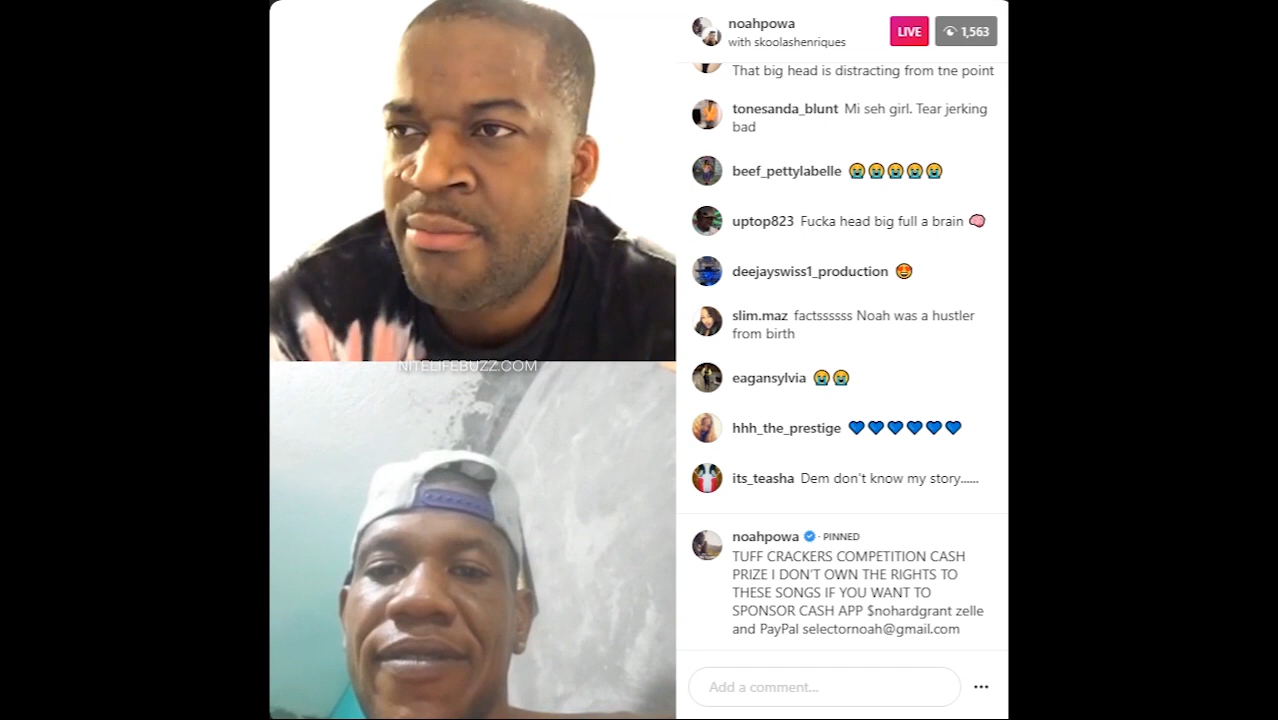 noahpowa
with skoolashenriques
LIVE
1,563
That big head is distracting from tne point
tonesanda_blunt Mi seh girl. Tear jerking
bad
beef_pettylabelle
uptop823 Fucka head big full a brain
deejayswiss1_production
slim.maz factssssss Noah was a hustler
from birth
eagansylvia
hhh_the_prestige
its_teasha Dem don't know my story......
noahpowa · PINNED
TUFF CRACKERS COMPETITION CASH
PRIZE I DON'T OWN THE RIGHTS TO
THESE SONGS IF YOU WANT TO
SPONSOR CASH APP $nohardgrant zelle
and PayPal selectornoah@gmail.com
Add a comment...
NITELIFEBUZZ.COM